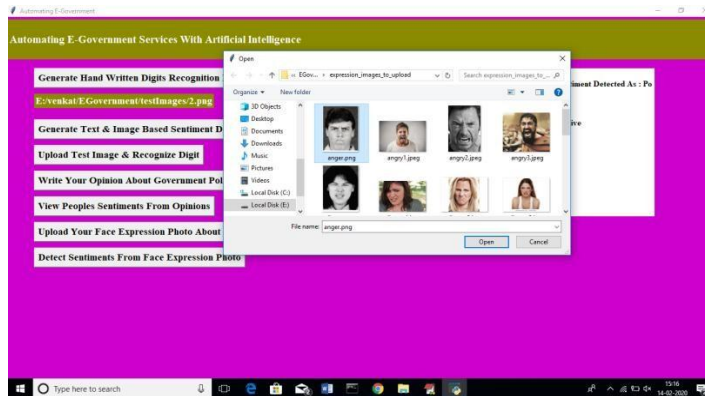 Automating E-Government
Automating E-Government Services With Artificial Intelligence
Generate Hand Written Digits Recognition
E:/venkat/EGovernment/testImages/2.png
Generate Text & Image Based Sentiment D
Upload Test Image & Recognize Digit
Write Your Opinion About Government Pol
View Peoples Sentiments From Opinions
Upload Your Face Expression Photo About
Detect Sentiments From Face Expression Photo
iment Detected As : Po
ive
Open
« EGov... › expression_images_to_upload
Search expression_images_to_...
Organize
New folder
3D Objects
Desktop
Documents
Downloads
Music
Pictures
Videos
Local Disk (C:)
Local Disk (E:)
anger.png
angry1.jpeg
angry2.jpeg
angry3.jpeg
File name:
anger.png
Open
Cancel
Type here to search
15:16
14-02-2020